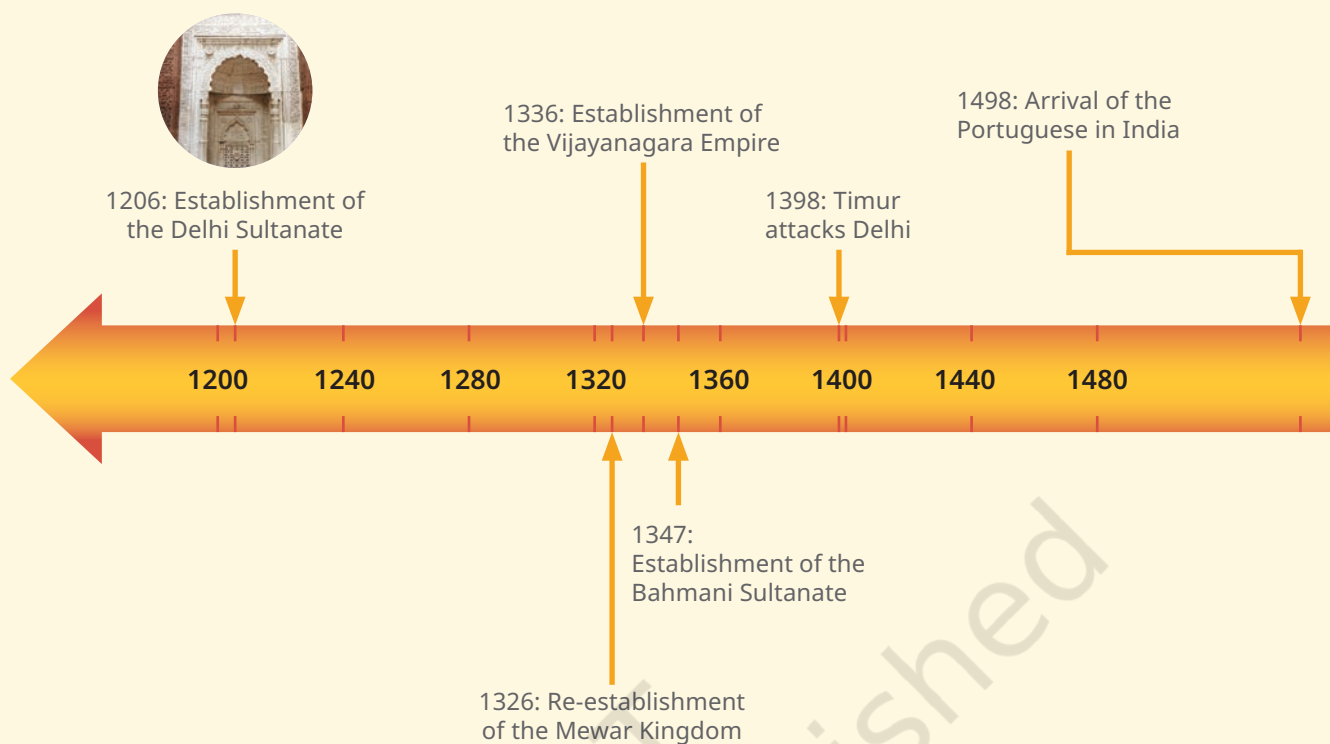 1498: Arrival of the
Portuguese in India
1336: Establishment of
the Vijayanagara Empire
1206: Establishment of
the Delhi Sultanate
1398: Timur
attacks Delhi
1200 1240 1280 1320 1360 1400 1440 1480
1347:
Establishment of the
Bahmani Sultanate
1326: Re-establishment
of the Mewar Kingdom
shed